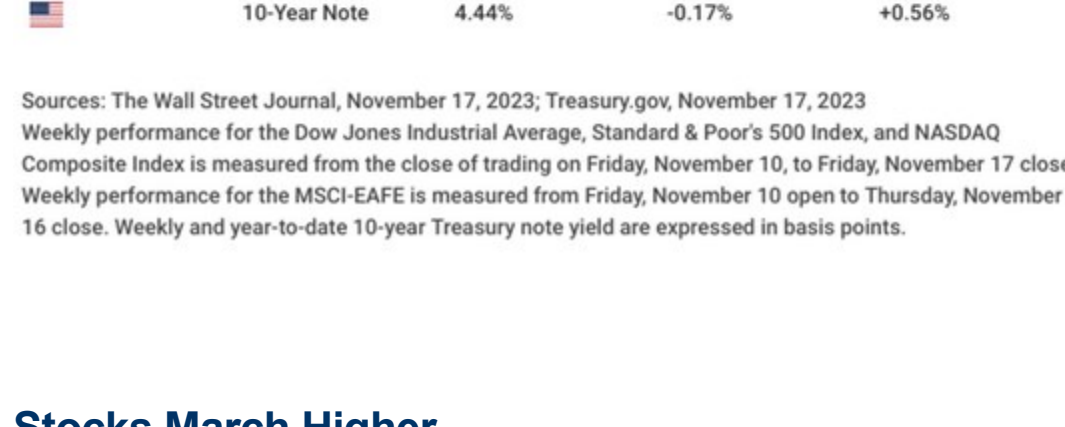 10-Year Note 4.44% -0.17% +0.56%
Sources: The Wall Street Journal, November 17, 2023; Treasury.gov, November 17, 2023
Weekly performance for the Dow Jones Industrial Average, Standard & Poor's 500 Index, and NASDAQ
Composite Index is measured from the close of trading on Friday, November 10, to Friday, November 17 close
Weekly performance for the MSCI-EAFE is measured from Friday, November 10 open to Thursday, November
16 close. Weekly and year-to-date 10-year Treasury note yield are expressed in basis points.
Stocks March Higher